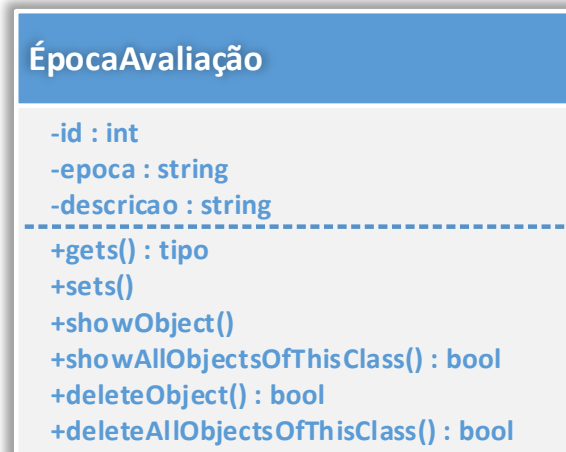 ÉpocaAvaliação
-id : int
-epoca : string
-descricao : string
+gets() : tipo
+sets()
+showObject()
+showAllObjectsOfThisClass() : bool
+deleteObject() : bool
+deleteAllObjectsOfThisClass() : bool